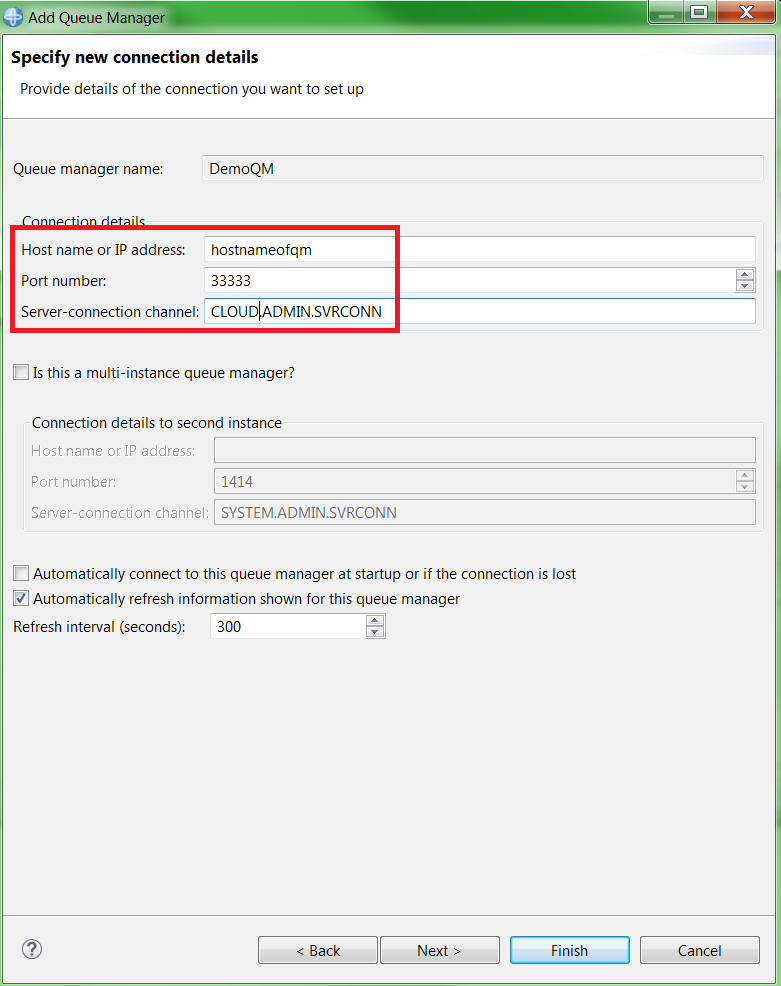 Add Queue Manager
Specify new connection details
Provide details of the connection you want to set up
Queue manager name: DemoQM
Connection details
Host name or IP address: hostnameofqm
Port number: 33333
Server-connection channel: CLOUD.ADMIN.SVRCONN
Is this a multi-instance queue manager?
Connection details to second instance
Host name or IP address:
Port number: 1414
Server-connection channel: SYSTEM.ADMIN.SVRCONN
Automatically connect to this queue manager at startup or if the connection is lost
Automatically refresh information shown for this queue manager
Refresh interval (seconds): 300
? < Back Next > Finish Cancel